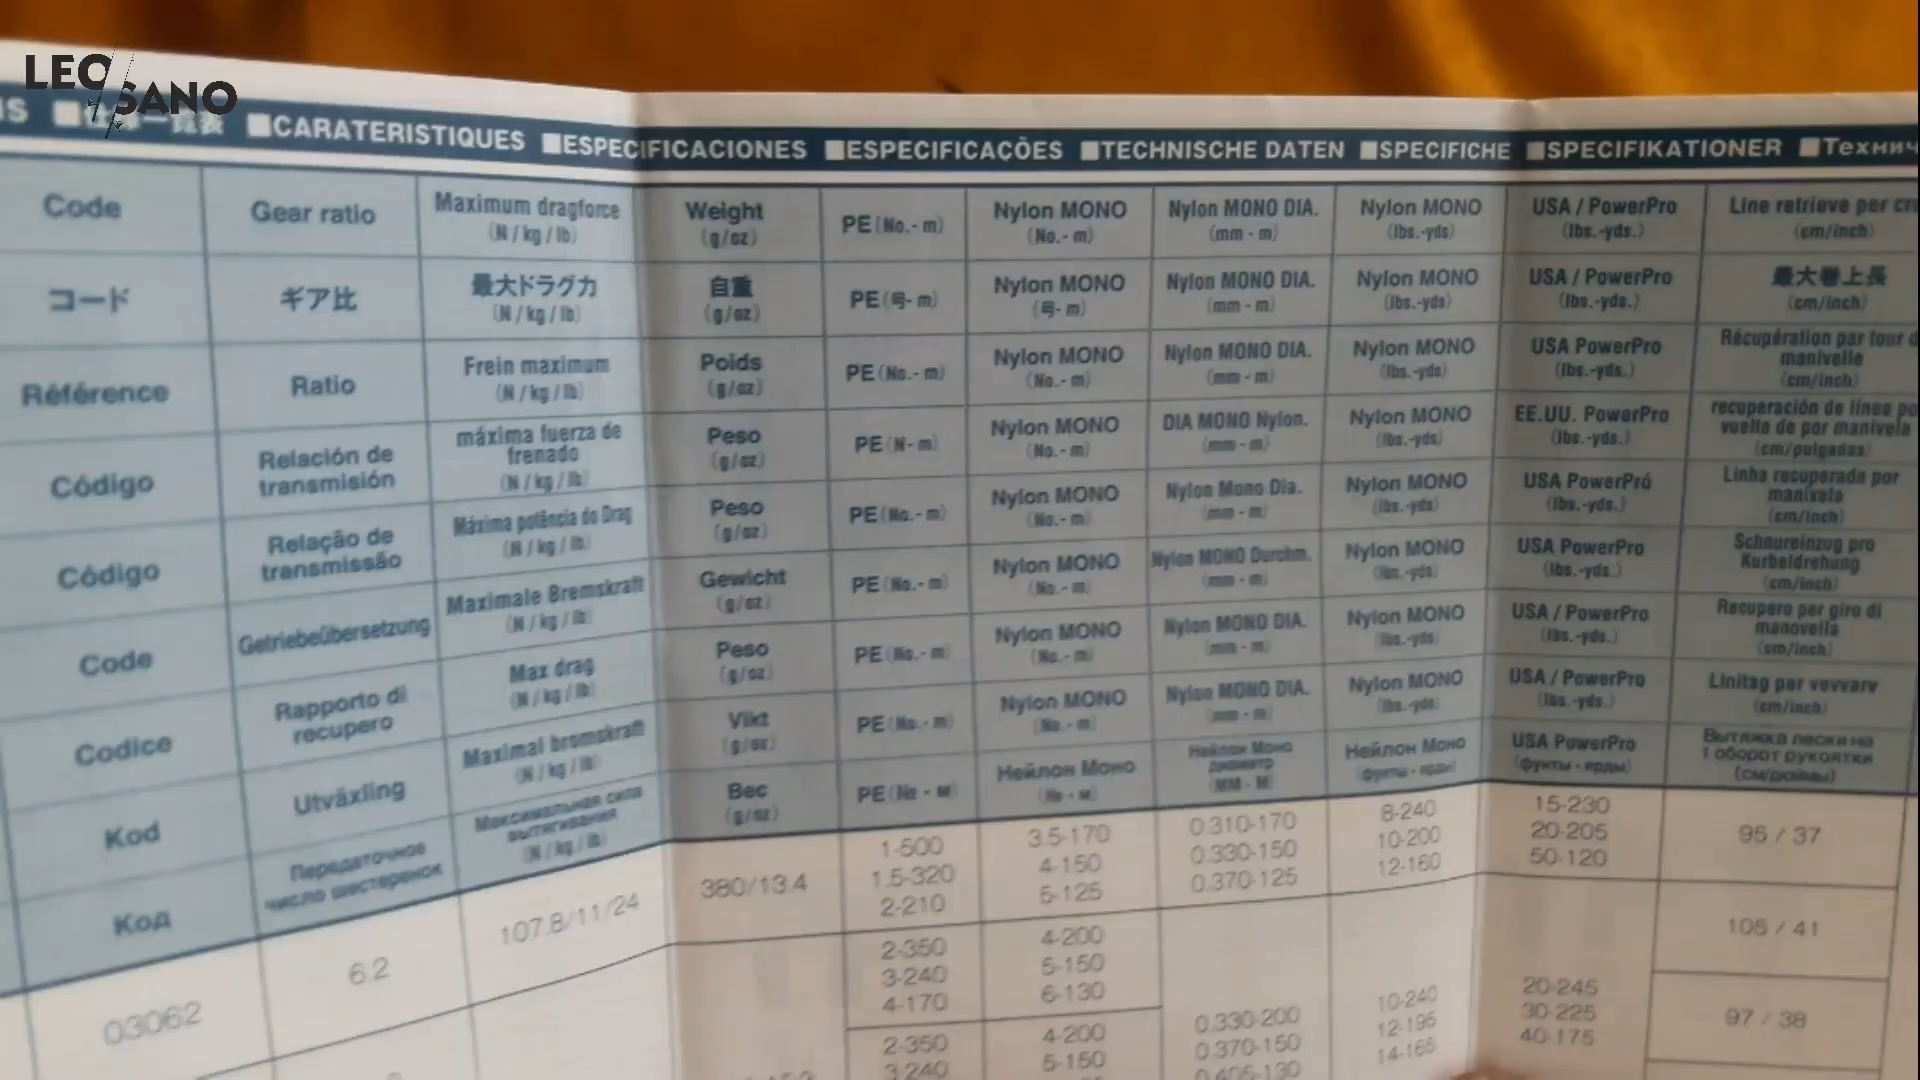 LEO SANO
■CARATERISTIQUES ■ESPECIFICACIONES ■ESPECIFICAÇÕES ■TECHNISCHE DATEN ■SPECIFICHE ■SPECIFIKATIONER
Code
Gear ratio
Maximum dragforce
(N / kg / lb)
Weight
(g/oz)
PE (No.- m)
Nylon MONO
(No.- m)
Nylon MONO DIA.
(mm - m)
Nylon MONO
(lbs.-yds)
USA / PowerPro
(lbs.-yds.)
Line retrieve per
(cm/inch)
コード
ギア比
最大ドラグ力
(N / kg / lb)
自重
(g/oz)
PE (号- m)
Nylon MONO
(号- m)
Nylon MONO DIA.
(mm - m)
Nylon MONO
(lbs.-yds)
USA / PowerPro
(lbs.-yds.)
最大巻上長
(cm/inch)
Référence
Ratio
Frein maximum
(N / kg / lb)
Poids
(g/oz)
PE (No.- m)
Nylon MONO
(No.- m)
Nylon MONO DIA.
(mm - m)
Nylon MONO
(lbs.-yds)
USA PowerPro
(lbs.-yds.)
Récupération par tour
manivelle
(cm/inch)
Código
Relación de
transmisión
máxima fuerza de
frenado
(N / kg / lb)
Peso
(g/oz)
PE (N- m)
Nylon MONO
(No.- m)
DIA MONO Nylon.
(mm - m)
Nylon MONO
(lbs.-yds)
EE.UU. PowerPro
(lbs.-yds.)
recuperación de línea
vuelta de por manivela
(cm/pulgadas)
Código
Relação de
transmissão
Máxima potência do Drag
(N / kg / lb)
Peso
(g/oz)
PE (No.- m)
Nylon MONO
(No.- m)
Nylon Mono Dia.
(mm - m)
Nylon MONO
(lbs.-yds)
USA PowerPró
(lbs.-yds.)
Linha recuperada por
manivela
(cm/inch)
Code
Getriebeübersetzung
Maximale Bremskraft
(N / kg / lb)
Gewicht
(g/oz)
PE (No.- m)
Nylon MONO
(No.- m)
Nylon MONO Durchm.
(mm - m)
Nylon MONO
(lbs.-yds)
USA PowerPro
(lbs.-yds.)
Schnureinzug pro
Kurbeldrehung
(cm/inch)
Codice
Rapporto di
recupero
Max drag
(N / kg / lb)
Peso
(g/oz)
PE (No.- m)
Nylon MONO
(No.- m)
Nylon MONO DIA.
(mm - m)
Nylon MONO
(lbs.-yds)
USA / PowerPro
(lbs.-yds.)
Recupero per giro di
manovella
(cm/inch)
Kod
Utväxling
Maximal bromskraft
(N / kg / lb)
Vikt
(g/oz)
PE (No.- m)
Nylon MONO
(No.- m)
Nylon MONO DIA.
(mm - m)
Nylon MONO
(lbs.-yds)
USA / PowerPro
(lbs.-yds.)
Linitag per vevvarv
(cm/inch)
Код
Передаточное
число шестеренок
Максимальная сила
вытягивания
(N / kg / lb)
Вес
(g/oz)
PE (№ - м)
Нейлон Моно
(№ - м)
Нейлон Моно
диаметр
(мм - м)
Нейлон Моно
(фунты - ярды)
USA PowerPro
(фунты - ярды)
Вытяжка лески на
1 оборот рукоятки
(см/дюймы)
03062
6.2
107.8/11/24
380/13.4
1-500
1.5-320
2-210
3.5-170
4-150
5-125
0.310-170
0.330-150
0.370-125
8-240
10-200
12-160
15-230
20-205
50-120
95 / 37
2-350
3-240
4-170
4-200
5-150
6-130
105 / 41
2-350
3-240
4-200
5-150
0.330-200
0.370-150
0.405-130
10-240
12-195
14-165
20-245
30-225
40-175
97 / 38